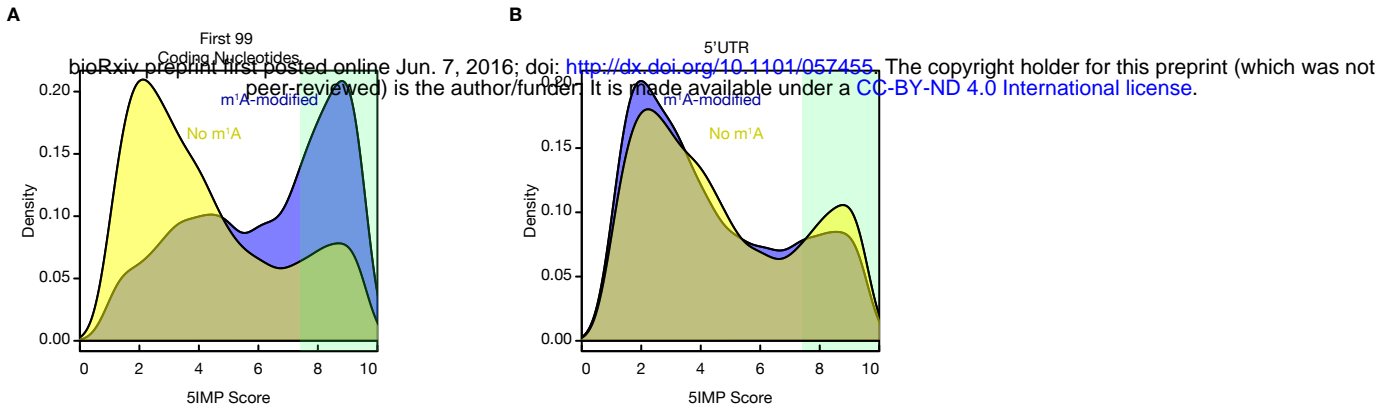 A
B
First 99
Coding Nucleotides
5'UTR
bioRxiv preprint first posted online Jun. 7, 2016; doi: http://dx.doi.org/10.1101/057455. The copyright holder for this preprint (which was not
peer-reviewed) is the author/funder. It is made available under a CC-BY-ND 4.0 International license.
m¹A-modified
No m¹A
Density
0.20
0.15
0.10
0.05
0.00
0 2 4 6 8 10
5IMP Score
m¹A-modified
No m¹A
Density
0.20
0.15
0.10
0.05
0.00
0 2 4 6 8 10
5IMP Score